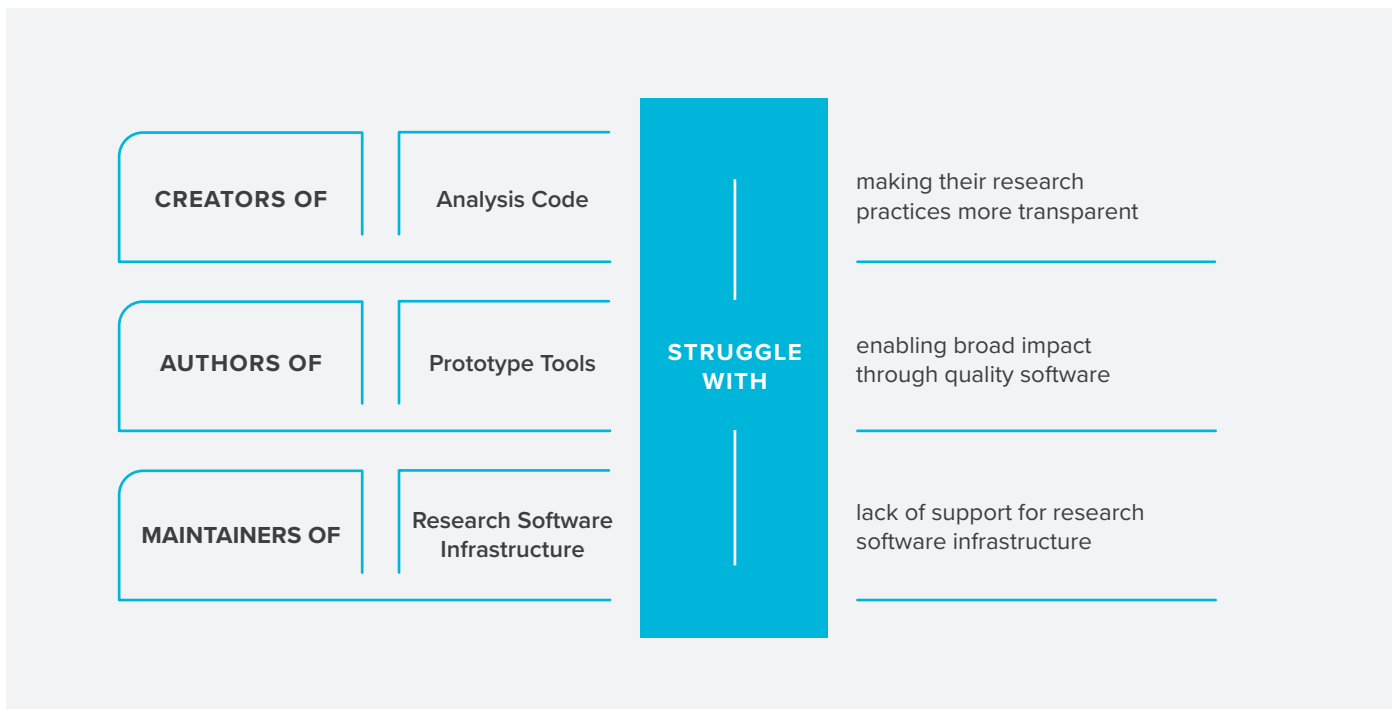 CREATORS OF
Analysis Code
making their research
practices more transparent
AUTHORS OF
Prototype Tools
STRUGGLE
WITH
enabling broad impact
through quality software
MAINTAINERS OF
Research Software
Infrastructure
lack of support for research
software infrastructure